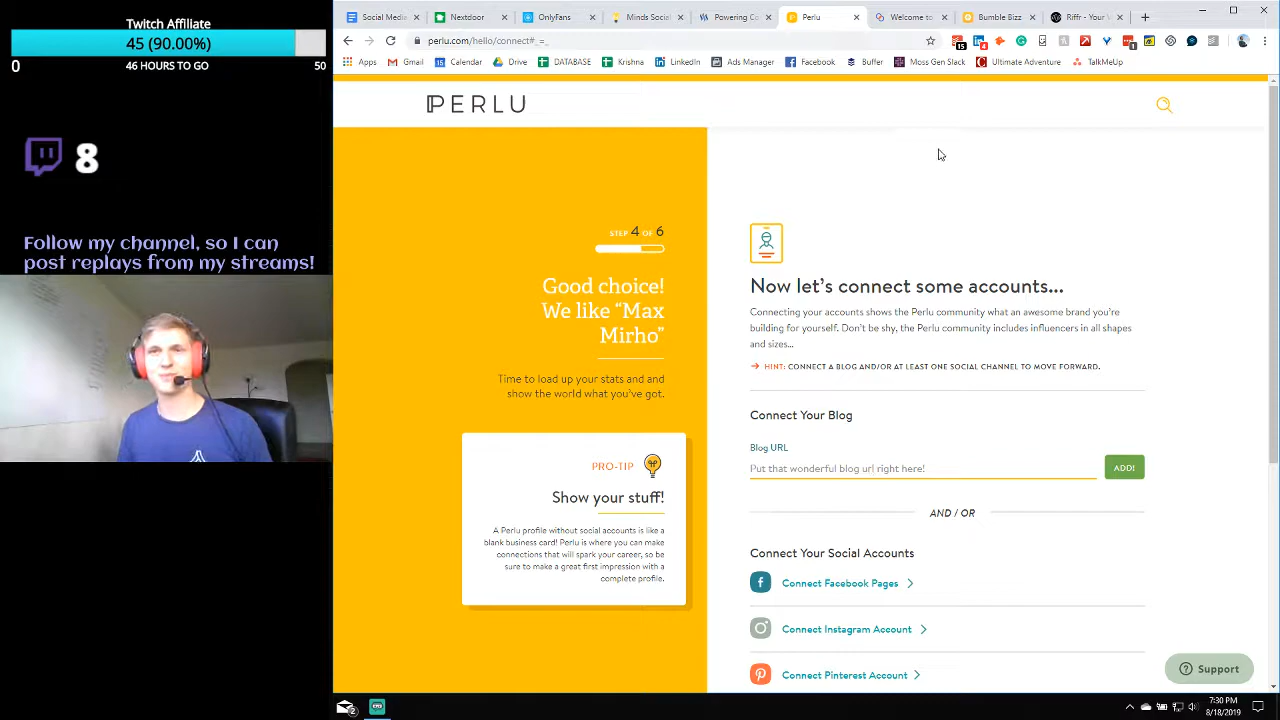 Twitch Affiliate
45 (90.00%)
0
46 HOURS TO GO
50
8
Follow my channel, so I can
post replays from my streams!
Social Media
Nextdoor
OnlyFans
Minds Social
Powering Ca
Perlu
Welcome to
Bumble Bizz
Riffr - Your V
perlu.com/hello/connect#_=_
15
4
1
Apps
Gmail
Calendar
Drive
DATABASE
Krishna
LinkedIn
Ad Manager
Facebook
Buffer
Moss Gen Slack
Ultimate Adventure
TalkMeUp
PERLU
STEP 4 OF 6
Good choice!
We like “Max
Mirho”
Time to load up your stats and and
show the world what you've got.
PRO-TIP
Show your stuff!
A Perlu profile without social accounts is like a
blank business card! Perlu is where you can make
connections that will spark your career, so be
sure to make a great first impression with a
complete profile.
Now let's connect some accounts...
Connecting your accounts shows the Perlu community what an awesome brand you're
building for yourself. Don't be shy, the Perlu community includes influencers in all shapes
and sizes...
HINT: CONNECT A BLOG AND/OR AT LEAST ONE SOCIAL CHANNEL TO MOVE FORWARD.
Connect Your Blog
Blog URL
Put that wonderful blog url right here!
ADD!
AND / OR
Connect Your Social Accounts
Connect Facebook Pages
Connect Instagram Account
Connect Pinterest Account
Support
2
7:30 PM
8/18/2019